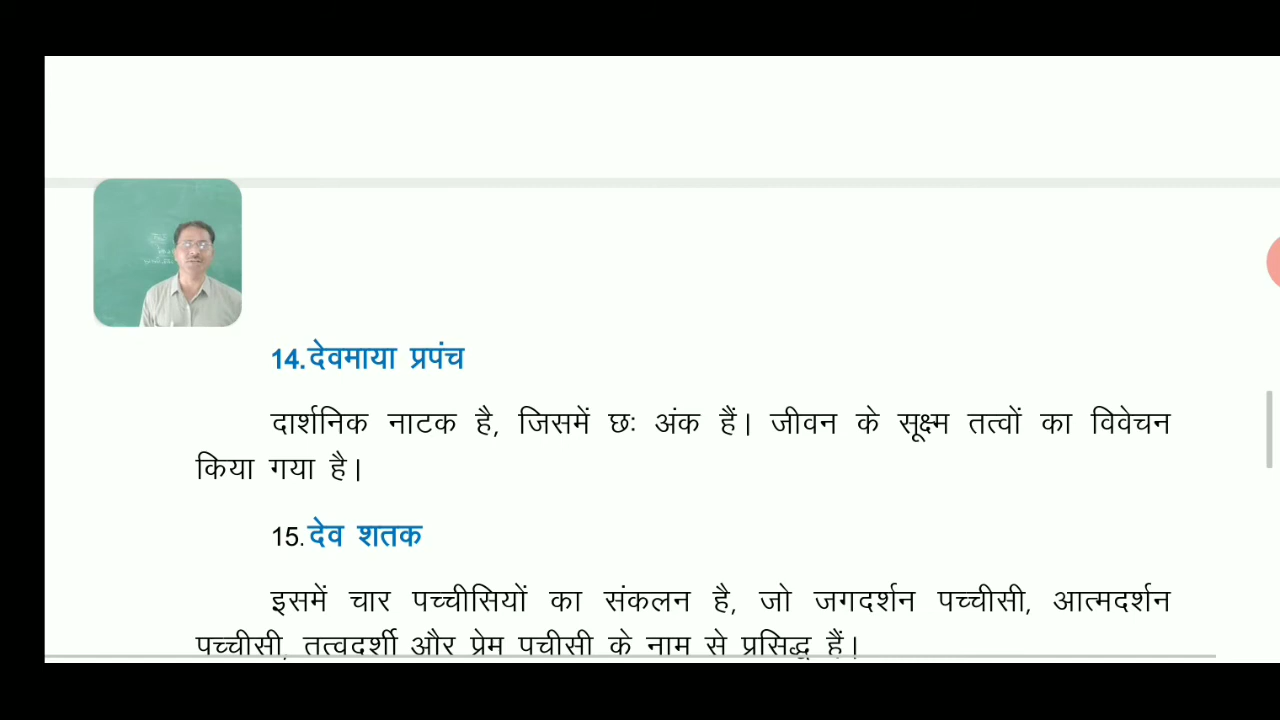 14.देवमाया प्रपंच
दार्शनिक नाटक है, जिसमें छः अंक हैं। जीवन के सूक्ष्म तत्वों का विवेचन
किया गया है।
15.देव शतक
इसमें चार पच्चीसियों का संकलन है, जो जगदर्शन पच्चीसी, आत्मदर्शन
पच्चीसी, तत्वदर्शी और प्रेम पचीसी के नाम से प्रसिद्ध हैं।